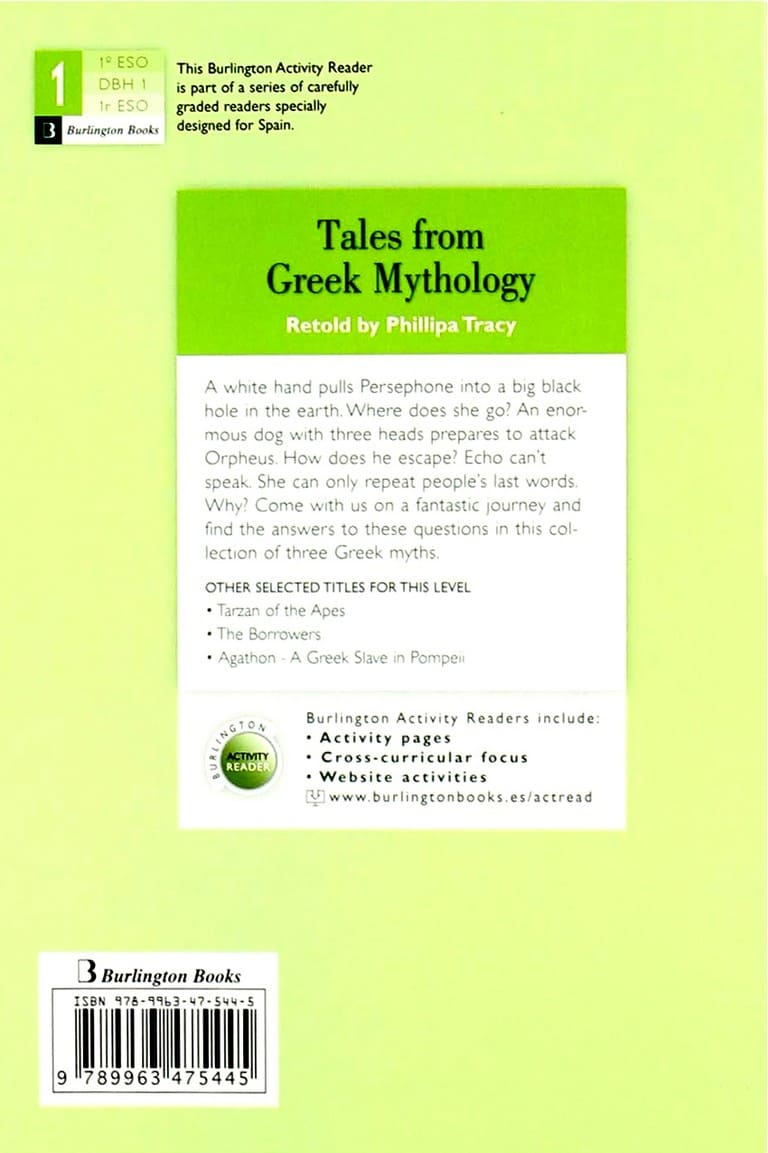 1
1º ESO
DBH 1
1r ESO
B Burlington Books
This Burlington Activity Reader
is part of a series of carefully
graded readers specially
designed for Spain.
Tales from
Greek Mythology
Retold by Phillipa Tracy
A white hand pulls Persephone into a big black
hole in the earth. Where does she go? An enor-
mous dog with three heads prepares to attack
Orpheus. How does he escape? Echo can't
speak. She can only repeat people's last words.
Why? Come with us on a fantastic journey and
find the answers to these questions in this col-
lection of three Greek myths.
OTHER SELECTED TITLES FOR THIS LEVEL
• Tarzan of the Apes
• The Borrowers
• Agathon - A Greek Slave in Pompeii
BURLINGTON
ACTIVITY
READER
Burlington Activity Readers include:
• Activity pages
• Cross-curricular focus
• Website activities
www.burlingtonbooks.es/actread
B Burlington Books
ISBN 978-9963-47-544-5
9 789963 475445